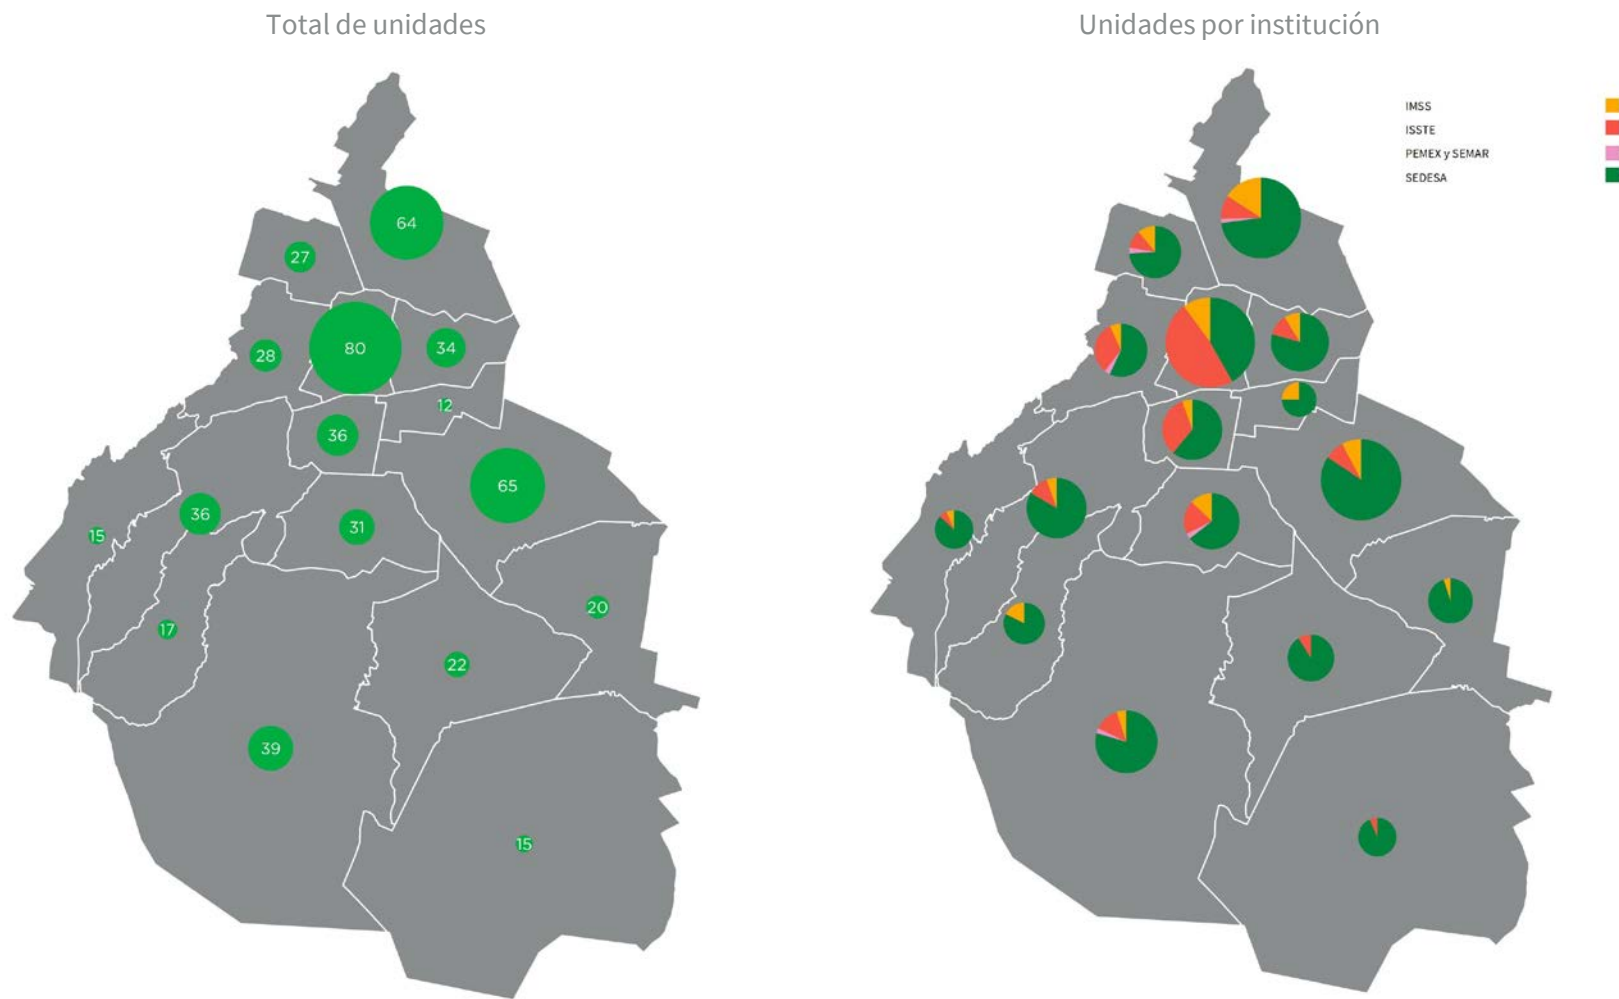 Total de unidades
Unidades por institución
IMSS
ISSTE
PEMEX y SEMAR
SEDESA
64
27
80
34
28
12
36
65
36
31
15
20
17
22
39
15